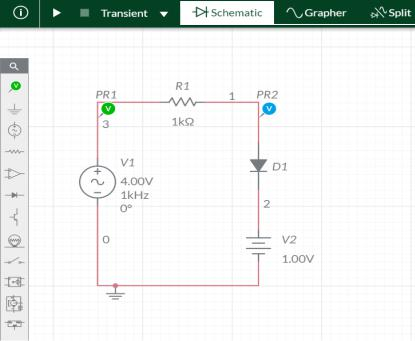 Transient
Schematic
Grapher
Split
PR1
R1
1
PR2
V
V
3
1kΩ
V1
D1
4.00V
1kHz
0°
2
0
V2
1.00V